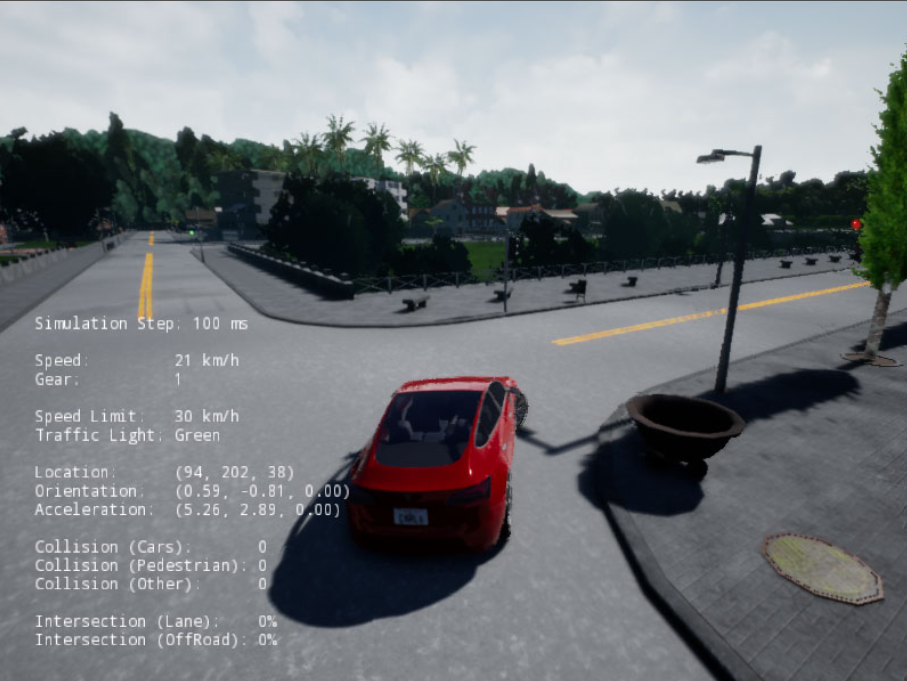 Simulation Step: 100 ms
Speed: 21 km/h
Gear: 1
Speed Limit: 30 km/h
Traffic Light: Green
Location: (94, 202, 38)
Orientation: (0.59, -0.81, 0.00)
Acceleration: (5.26, 2.89, 0.00)
Collision (Cars): 0
Collision (Pedestrian): 0
Collision (Other): 0
Intersection (Lane): 0%
Intersection (OffRoad): 0%